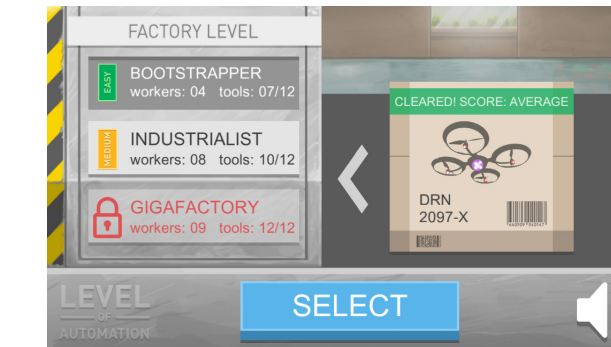 FACTORY LEVEL
EASY
BOOTSTRAPPER
workers: 04 tools: 07/12
MEDIUM
INDUSTRIALIST
workers: 08 tools: 10/12
GIGAFACTORY
workers: 09 tools: 12/12
CLEARED! SCORE: AVERAGE
DRN
2097-X
LEVEL
OF
AUTOMATION
SELECT